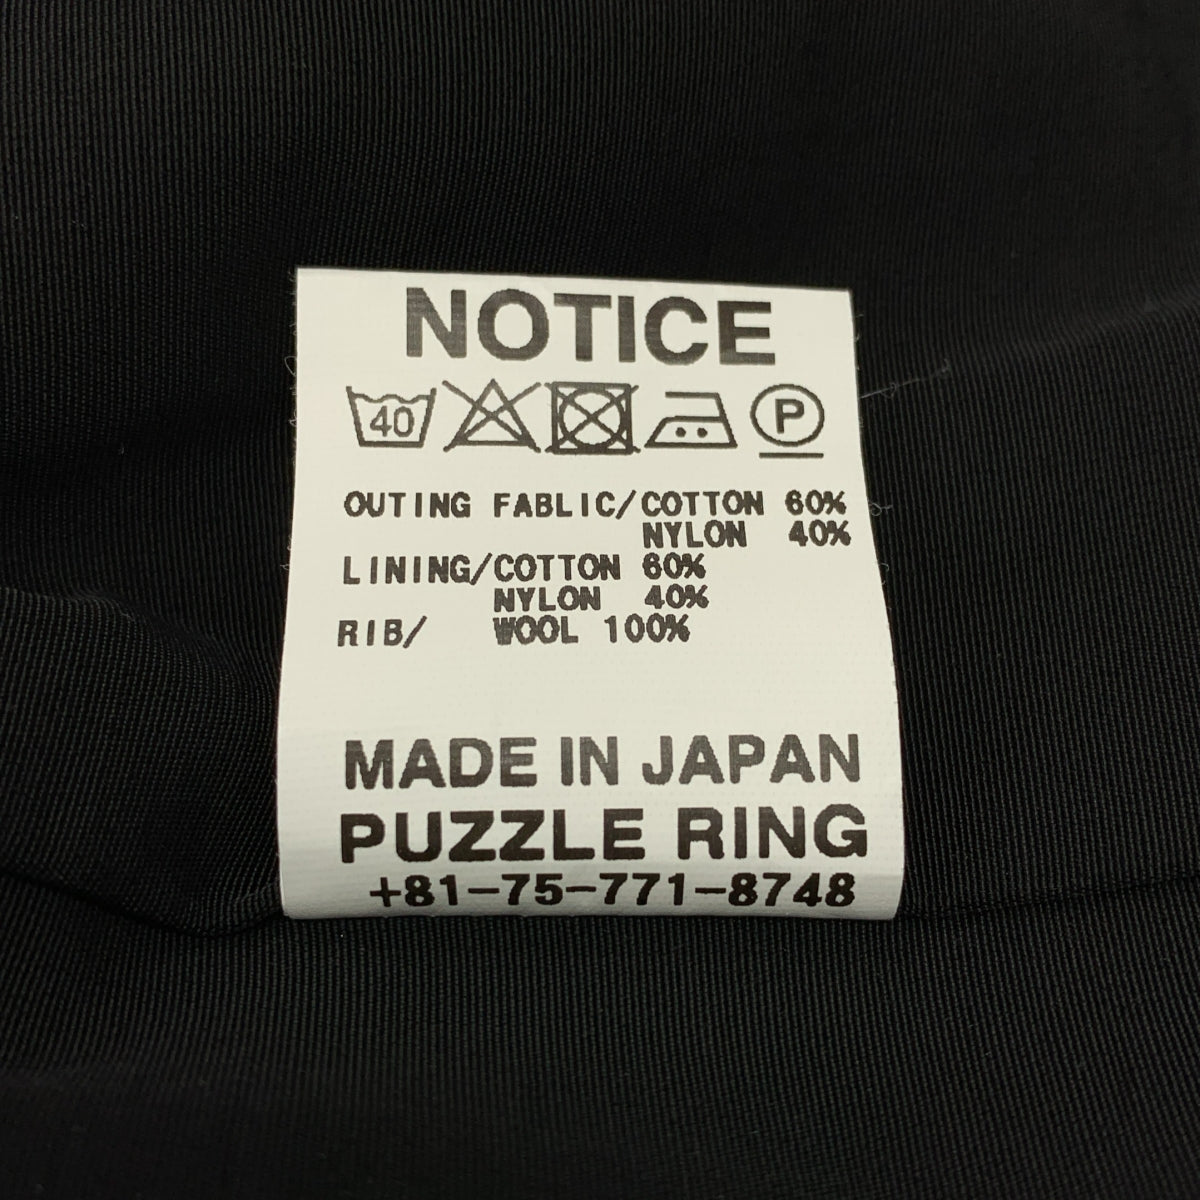 NOTICE
40 P
OUTING FABLIC/COTTON 60%
NYLON 40%
LINING/COTTON 60%
NYLON 40%
RIB/ WOOL 100%
MADE IN JAPAN
PUZZLE RING
+81-75-771-8748